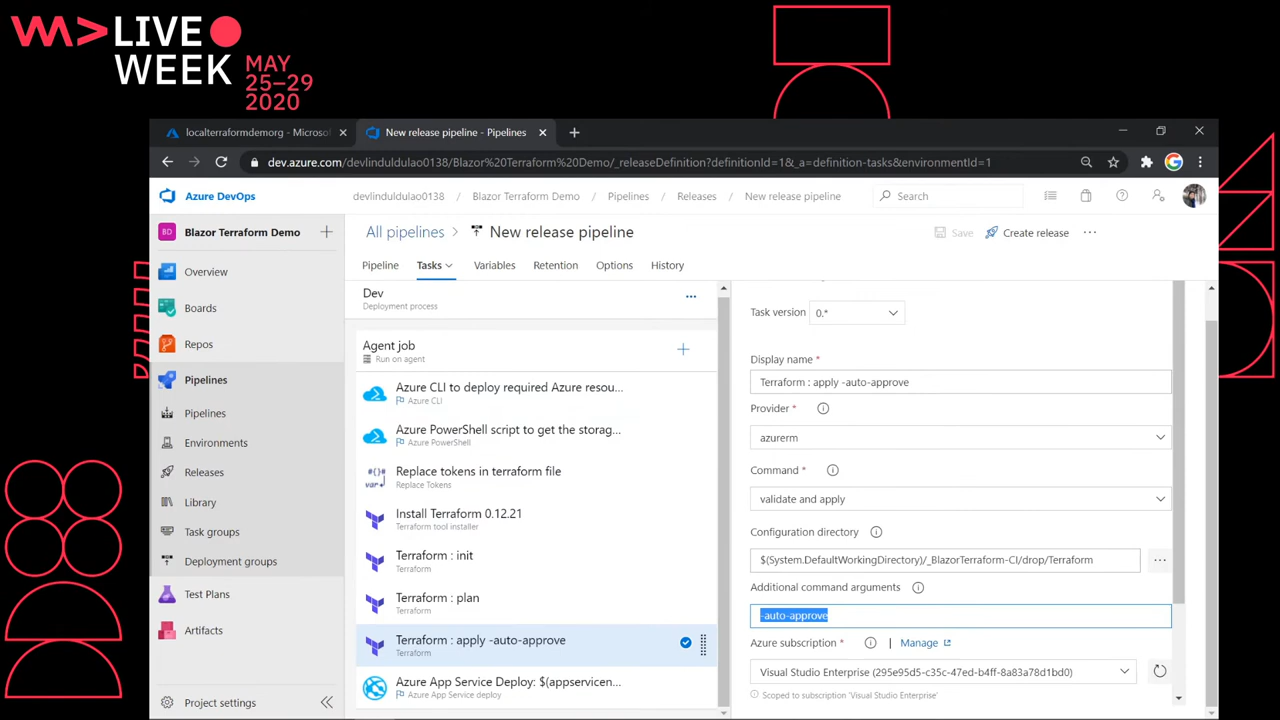 LIVE
WEEK
MAY
25–29
2020
localterraformdemorg - Microsof
New release pipeline - Pipelines
dev.azure.com/devlinduldulao0138/Blazor%20Terraform%20Demo/_releaseDefinition?definitionId=1&_a=definition-tasks&environmentId=1
Azure DevOps
devlinduldulao0138 / Blazor Terraform Demo / Pipelines / Releases / New release pipeline
Search
BD Blazor Terraform Demo
All pipelines > New release pipeline
Save
Create release
Pipeline Tasks Variables Retention Options History
Overview
Boards
Repos
Pipelines
Pipelines
Environments
Releases
Library
Task groups
Deployment groups
Test Plans
Artifacts
Project settings
Dev
Deployment process
Agent job
Run on agent
Azure CLI to deploy required Azure resou...
Azure CLI
Azure PowerShell script to get the storag...
Azure PowerShell
Replace tokens in terraform file
Replace Tokens
Install Terraform 0.12.21
Terraform tool installer
Terraform : init
Terraform
Terraform : plan
Terraform
Terraform : apply -auto-approve
Terraform
Azure App Service Deploy: $(appservicen...
Azure App Service deploy
Task version 0.*
Display name *
Terraform : apply -auto-approve
Provider *
azurerm
Command *
validate and apply
Configuration directory
$(System.DefaultWorkingDirectory)/_BlazorTerraform-CI/drop/Terraform
Additional command arguments
-auto-approve
Azure subscription * | Manage
Visual Studio Enterprise (295e95d5-c35c-47ed-b4ff-8a83a78d1bd0)
Scoped to subscription 'Visual Studio Enterprise'